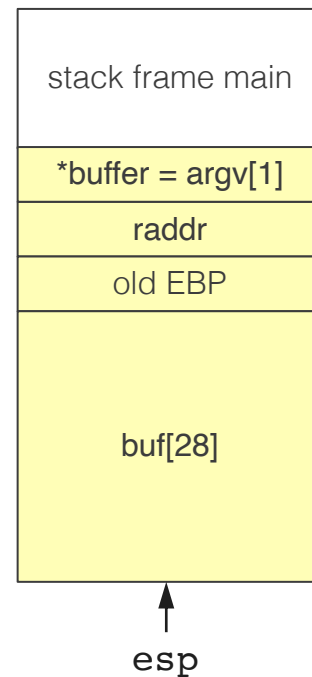 stack frame main
*buffer = argv[1]
raddr
old EBP
buf[28]
esp